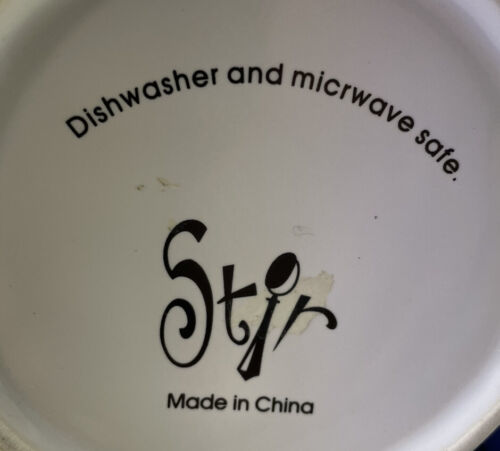 Dishwasher and micrwave safe.
Stir
Made in China